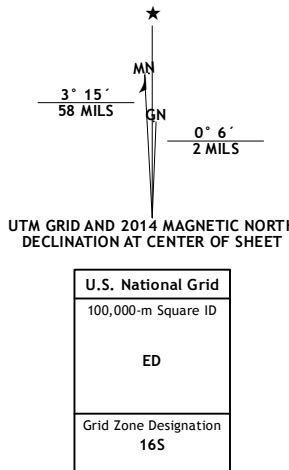 ★
MN
3° 15´
58 MILS
GN
0° 6´
2 MILS
UTM GRID AND 2014 MAGNETIC NORTH
DECLINATION AT CENTER OF SHEET
U.S. National Grid
100,000-m Square ID
ED
Grid Zone Designation
16S